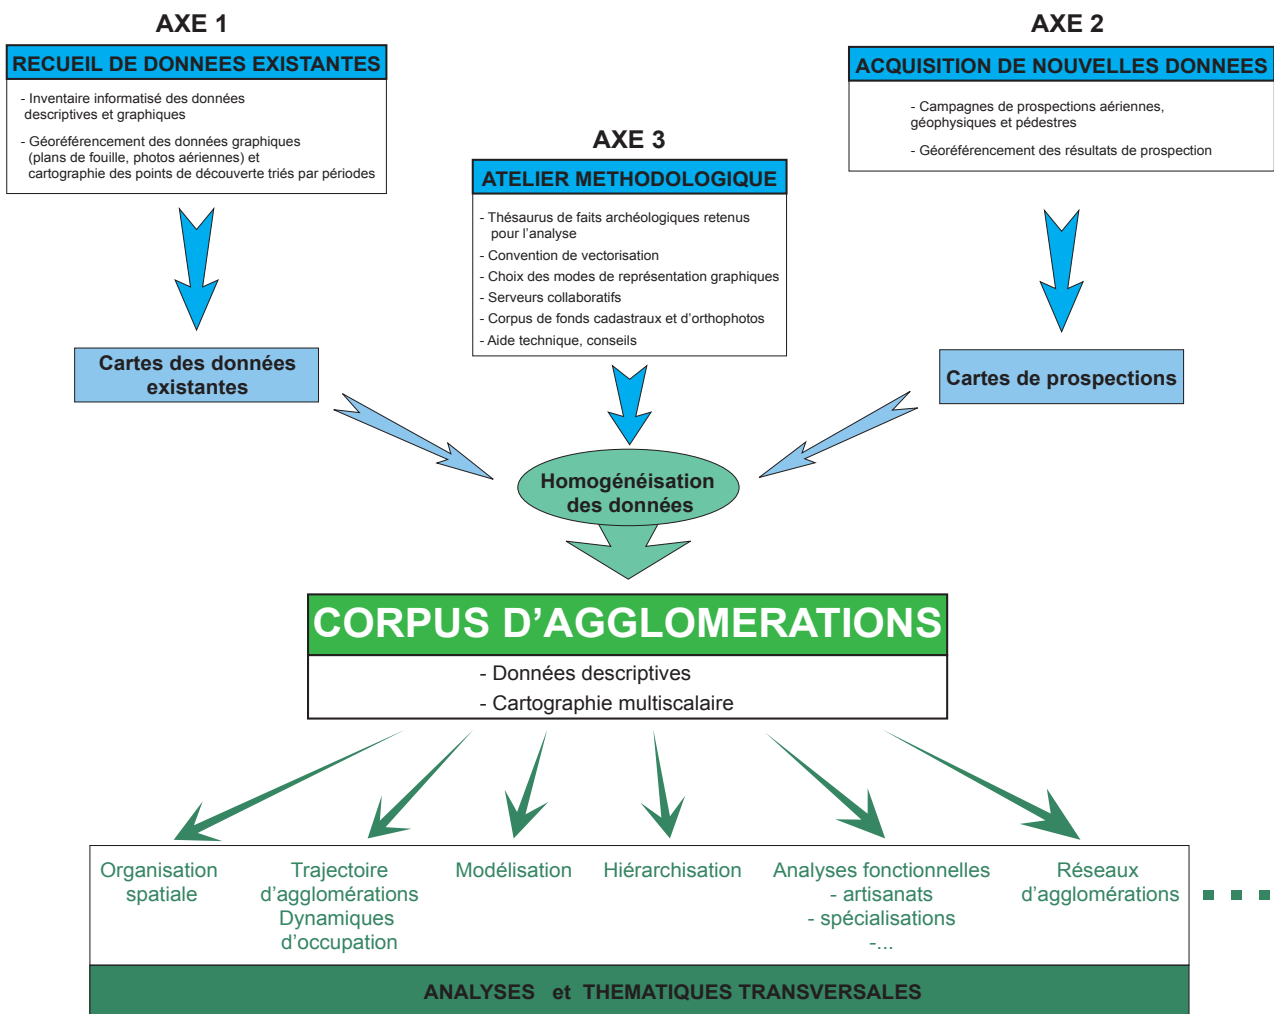 AXE 1
RECUEIL DE DONNEES EXISTANTES
- Inventaire informatisé des données
descriptives et graphiques
- Géoréférencement des données graphiques
(plans de fouille, photos aériennes) et
cartographie des points de découverte triés par périodes
AXE 2
ACQUISITION DE NOUVELLES DONNEES
- Campagnes de prospections aériennes,
géophysiques et pédestres
- Géoréférencement des résultats de prospection
AXE 3
ATELIER METHODOLOGIQUE
- Thésaurus de faits archéologiques retenus
pour l'analyse
- Convention de vectorisation
- Choix des modes de représentation graphiques
- Serveurs collaboratifs
- Corpus de fonds cadastraux et d'orthophotos
- Aide technique, conseils
Cartes des données
existantes
Cartes de prospections
Homogénéisation
des données
CORPUS D'AGGLOMERATIONS
- Données descriptives
- Cartographie multiscalaire
Organisation
spatiale
Trajectoire
d'agglomérations
Dynamiques
d'occupation
Modélisation
Hiérarchisation
Analyses fonctionnelles
- artisanats
- spécialisations
-...
Réseaux
d'agglomérations
ANALYSES et THEMATIQUES TRANSVERSALES